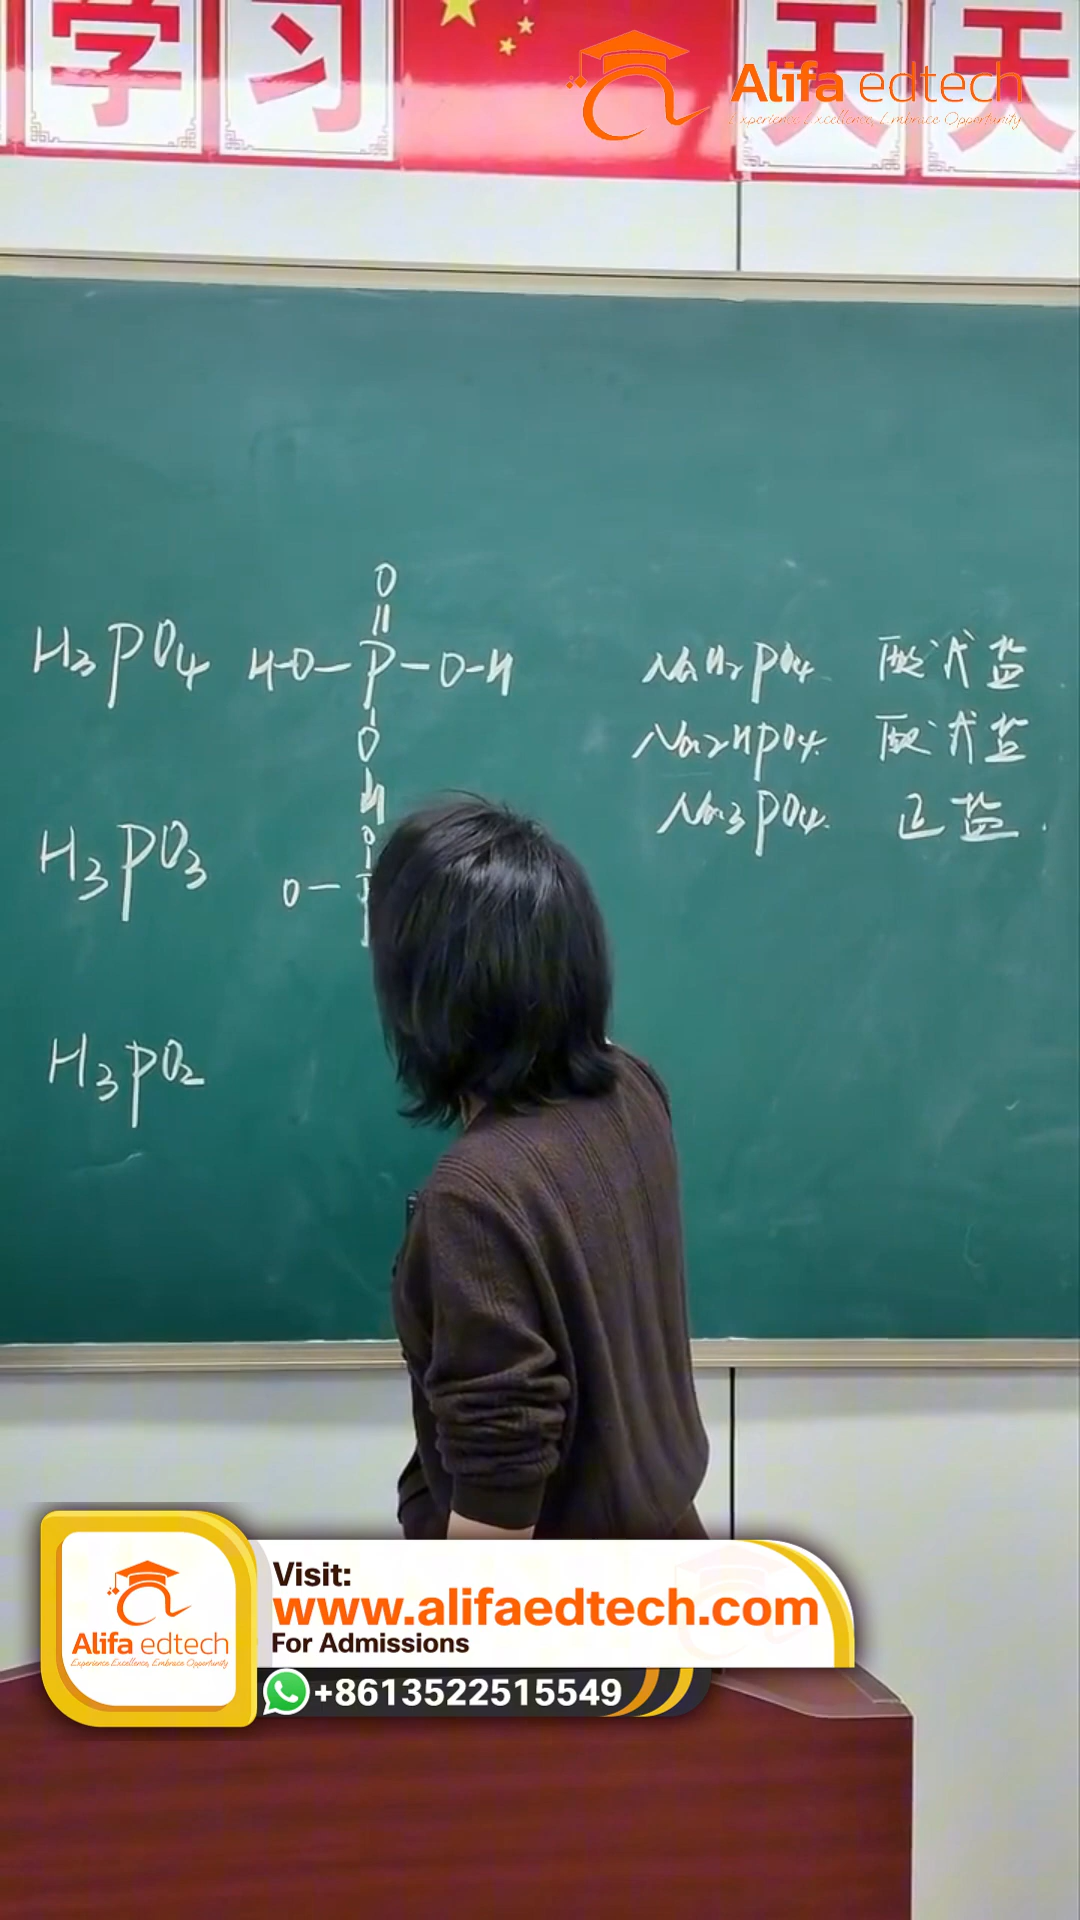 学习 天天
Alifa edtech
Experience Excellence, Embrace Opportunity
O
||
H₃PO₄ H-O-P-O-H NaH₂PO₄ 酸式盐
O Na₂HPO₄ 酸式盐
H Na₃PO₄ 正盐
O
H₃PO₃ O-
H₃PO₂
Visit:
www.alifaedtech.com
For Admissions
Alifa edtech
Experience Excellence, Embrace Opportunity
+8613522515549